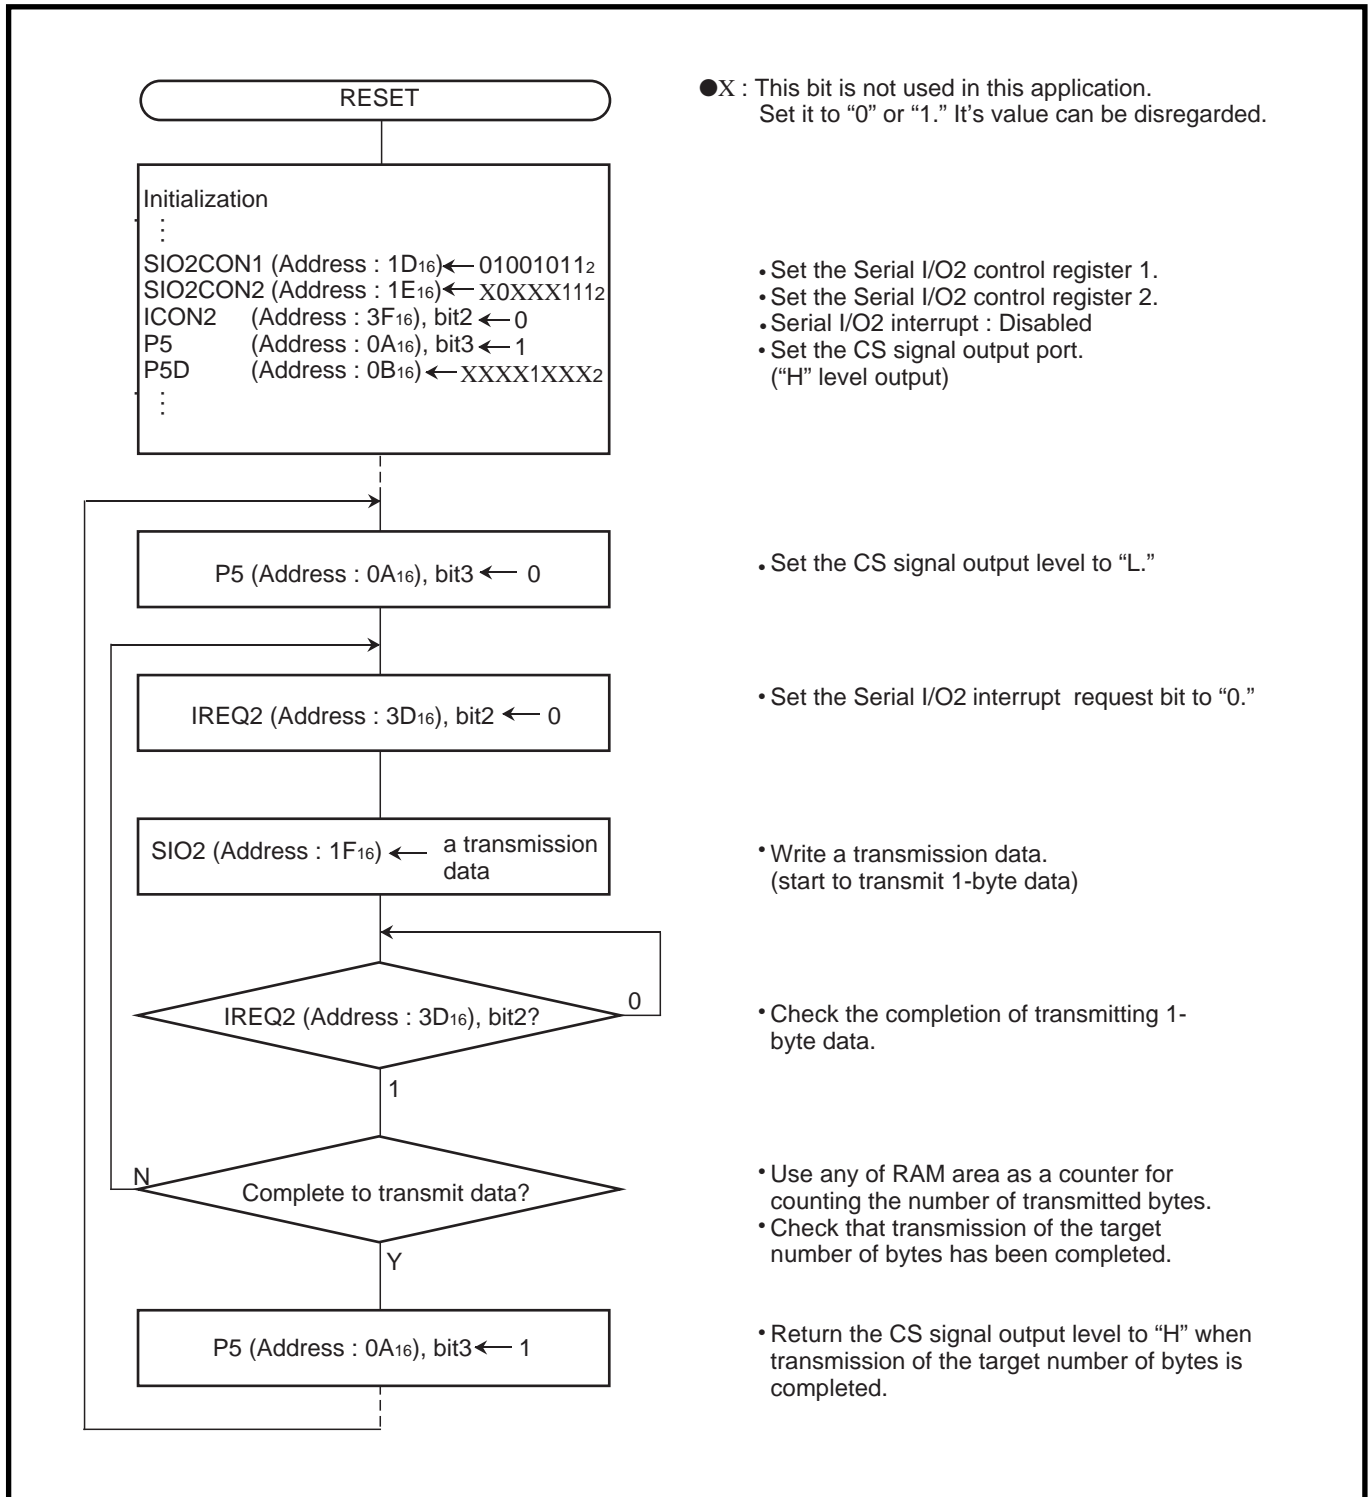 RESET
●X : This bit is not used in this application.
Set it to “0” or “1.” It’s value can be disregarded.
Initialization
⋮
SIO2CON1 (Address : 1D16) ← 010010112
SIO2CON2 (Address : 1E16) ← X0XXX1112
ICON2 (Address : 3F16), bit2 ← 0
P5 (Address : 0A16), bit3 ← 1
P5D (Address : 0B16) ← XXXX1XXX2
⋮
• Set the Serial I/O2 control register 1.
• Set the Serial I/O2 control register 2.
• Serial I/O2 interrupt : Disabled
• Set the CS signal output port.
(“H” level output)
P5 (Address : 0A16), bit3 ← 0
• Set the CS signal output level to “L.”
IREQ2 (Address : 3D16), bit2 ← 0
• Set the Serial I/O2 interrupt request bit to “0.”
SIO2 (Address : 1F16) ← a transmission
data
• Write a transmission data.
(start to transmit 1-byte data)
IREQ2 (Address : 3D16), bit2?
0
1
• Check the completion of transmitting 1-
byte data.
Complete to transmit data?
N
Y
• Use any of RAM area as a counter for
counting the number of transmitted bytes.
• Check that transmission of the target
number of bytes has been completed.
P5 (Address : 0A16), bit3 ← 1
• Return the CS signal output level to “H” when
transmission of the target number of bytes is
completed.